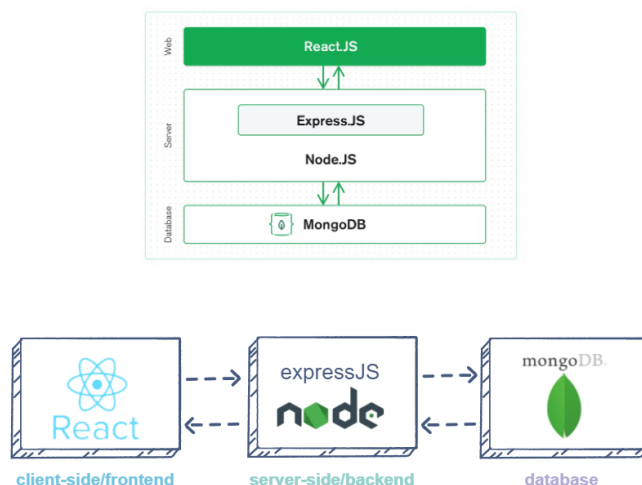 Web
React.JS
Server
Express.JS
Node.JS
Database
MongoDB
React
expressJS
node
mongoDB.
client-side/frontend
server-side/backend
database